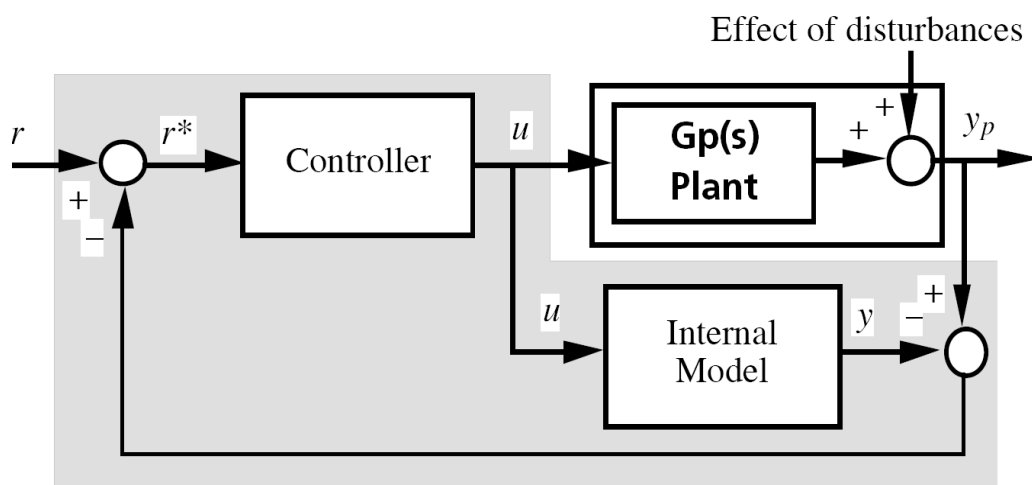 Effect of disturbances
r
+
−
r*
Controller
u
Gp(s)
Plant
+
+
y_p
u
Internal
Model
y
−
+